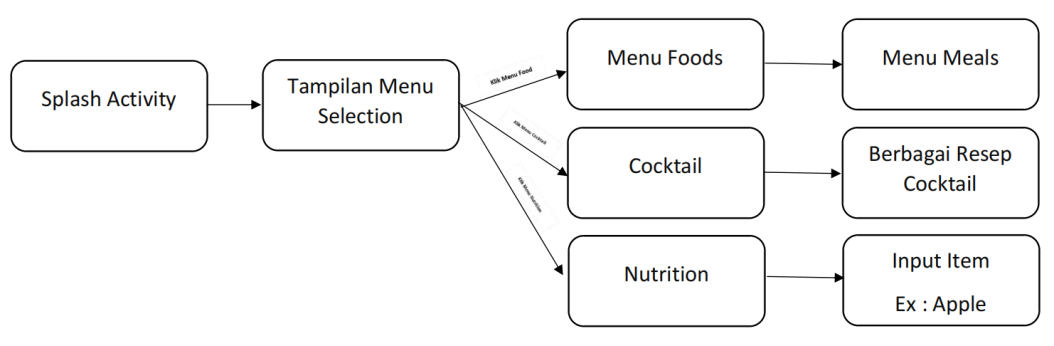 Splash Activity
Tampilan Menu
Selection
Klik Menu Food
Klik Menu Cocktail
Klik Menu Nutrition
Menu Foods
Menu Meals
Cocktail
Berbagai Resep
Cocktail
Nutrition
Input Item
Ex : Apple